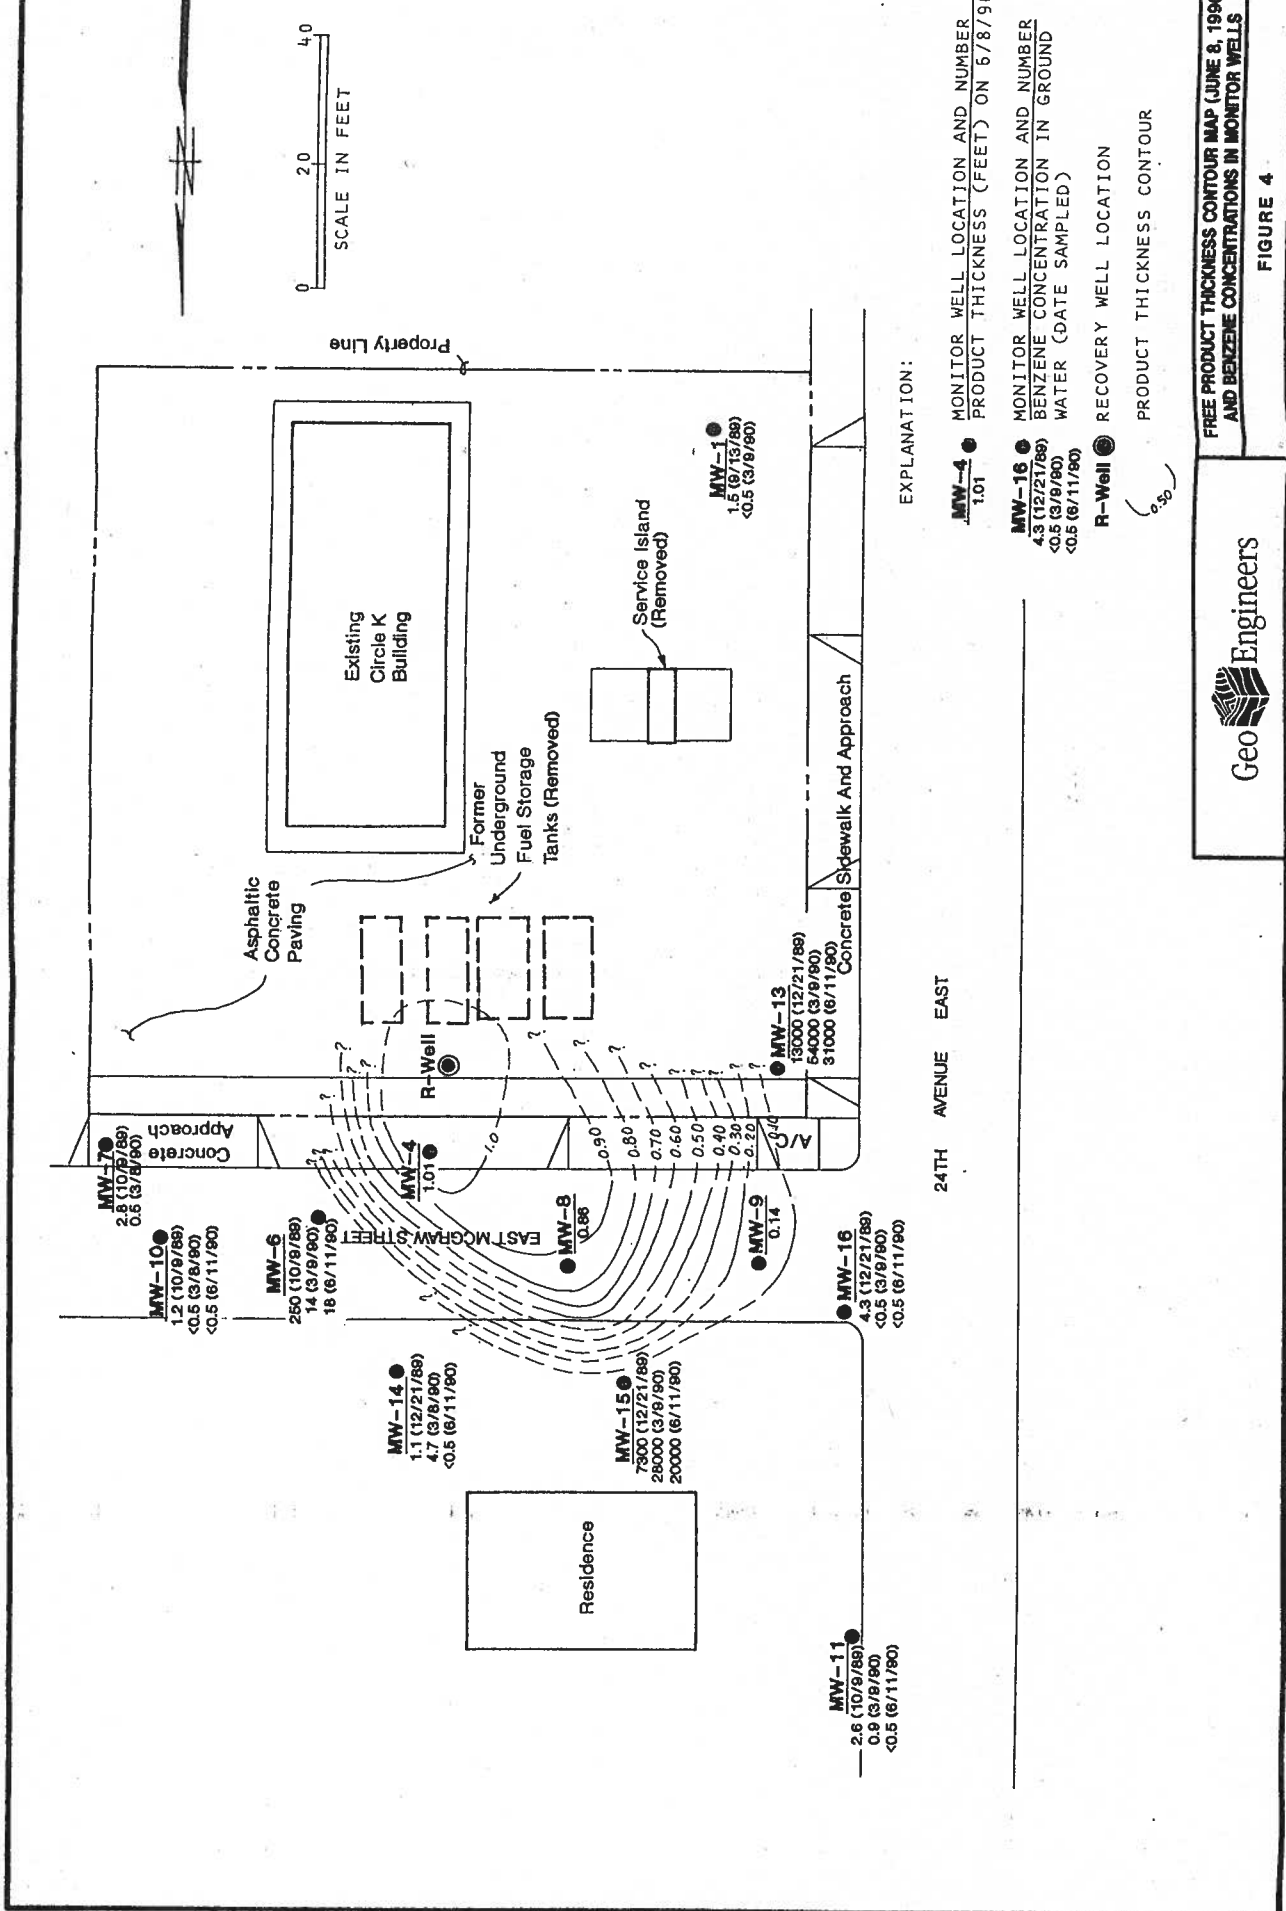 N
0 20 40
SCALE IN FEET
Property Line
Existing
Circle K
Building
Asphaltic
Concrete
Paving
Former
Underground
Fuel Storage
Tanks (Removed)
Service Island
(Removed)
MW-1
1.5 (9/13/89)
<0.5 (3/9/90)
R-Well
MW-13
13000 (12/21/89)
54000 (3/9/90)
31000 (6/11/90)
Concrete Sidewalk And Approach
Concrete
Approach
A/C
MW-7
2.8 (10/9/89)
0.5 (3/8/90)
MW-10
1.2 (10/9/89)
<0.5 (3/8/90)
<0.5 (6/11/90)
MW-6
250 (10/9/89)
14 (3/9/90)
18 (6/11/90)
EAST MCGRAW STREET
MW-4
1.01
MW-8
0.86
MW-9
0.14
1.0
0.90
0.80
0.70
0.60
0.50
0.40
0.30
0.20
0.10
? ? ? ? ? ? ? ? ? ? ? ? ? ? ? ? ?
MW-16
4.3 (12/21/89)
<0.5 (3/9/90)
<0.5 (6/11/90)
MW-14
1.1 (12/21/89)
4.7 (3/8/90)
<0.5 (6/11/90)
MW-15
7300 (12/21/89)
28000 (3/9/90)
20000 (6/11/90)
Residence
MW-11
2.6 (10/9/89)
0.9 (3/9/90)
<0.5 (6/11/90)
24TH AVENUE EAST
EXPLANATION:
MW-4 MONITOR WELL LOCATION AND NUMBER
1.01 PRODUCT THICKNESS (FEET) ON 6/8/90
MW-16 MONITOR WELL LOCATION AND NUMBER
4.3 (12/21/89) BENZENE CONCENTRATION IN GROUND
<0.5 (3/9/90) WATER (DATE SAMPLED)
<0.5 (6/11/90)
R-Well RECOVERY WELL LOCATION
0.50 PRODUCT THICKNESS CONTOUR
Geo Engineers
FREE PRODUCT THICKNESS CONTOUR MAP (JUNE 8, 1990
AND BENZENE CONCENTRATIONS IN MONITOR WELLS
FIGURE 4